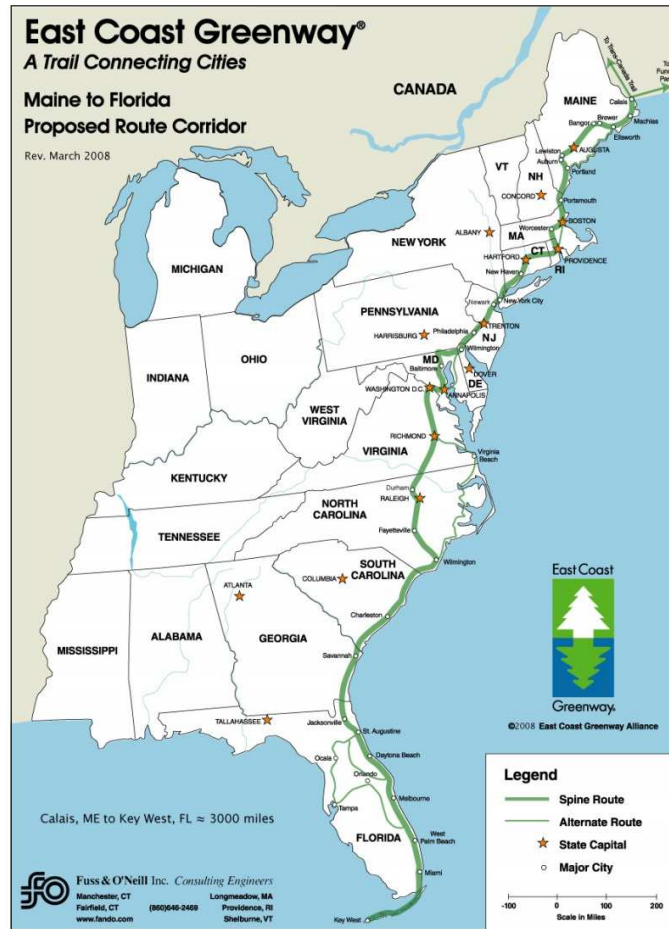 East Coast Greenway®
A Trail Connecting Cities
Maine to Florida
Proposed Route Corridor
Rev. March 2008
CANADA
To Trans-Canada Trail
To
MAINE
Calais
Machias
Bangor
Brewer
Ellsworth
Lewiston
Auburn
AUGUSTA
Portland
VT
NH
CONCORD
Portsmouth
BOSTON
Worcester
MA
ALBANY
NEW YORK
HARTFORD
CT
PROVIDENCE
RI
New Haven
MICHIGAN
PENNSYLVANIA
Newark
New York City
HARRISBURG
Philadelphia
TRENTON
NJ
Wilmington
OHIO
INDIANA
MD
Baltimore
DOVER
DE
WASHINGTON D.C.
ANNAPOLIS
WEST
VIRGINIA
VIRGINIA
RICHMOND
Virginia
Beach
KENTUCKY
Durham
RALEIGH
NORTH
CAROLINA
TENNESSEE
Fayetteville
SOUTH
CAROLINA
Wilmington
COLUMBIA
ATLANTA
Charleston
MISSISSIPPI
ALABAMA
GEORGIA
Savannah
TALLAHASSEE
Jacksonville
St. Augustine
Ocala
Daytona Beach
Orlando
Tampa
Melbourne
FLORIDA
West
Palm Beach
Miami
Key West
East Coast
Greenway®
©2008 East Coast Greenway Alliance
Calais, ME to Key West, FL ≈ 3000 miles
Legend
Spine Route
Alternate Route
State Capital
Major City
-100 0 100 200
Scale in Miles
Fuss & O'Neill Inc. Consulting Engineers
Manchester, CT Longmeadow, MA
Fairfield, CT (860)646-2469 Providence, RI
www.fando.com Shelburne, VT